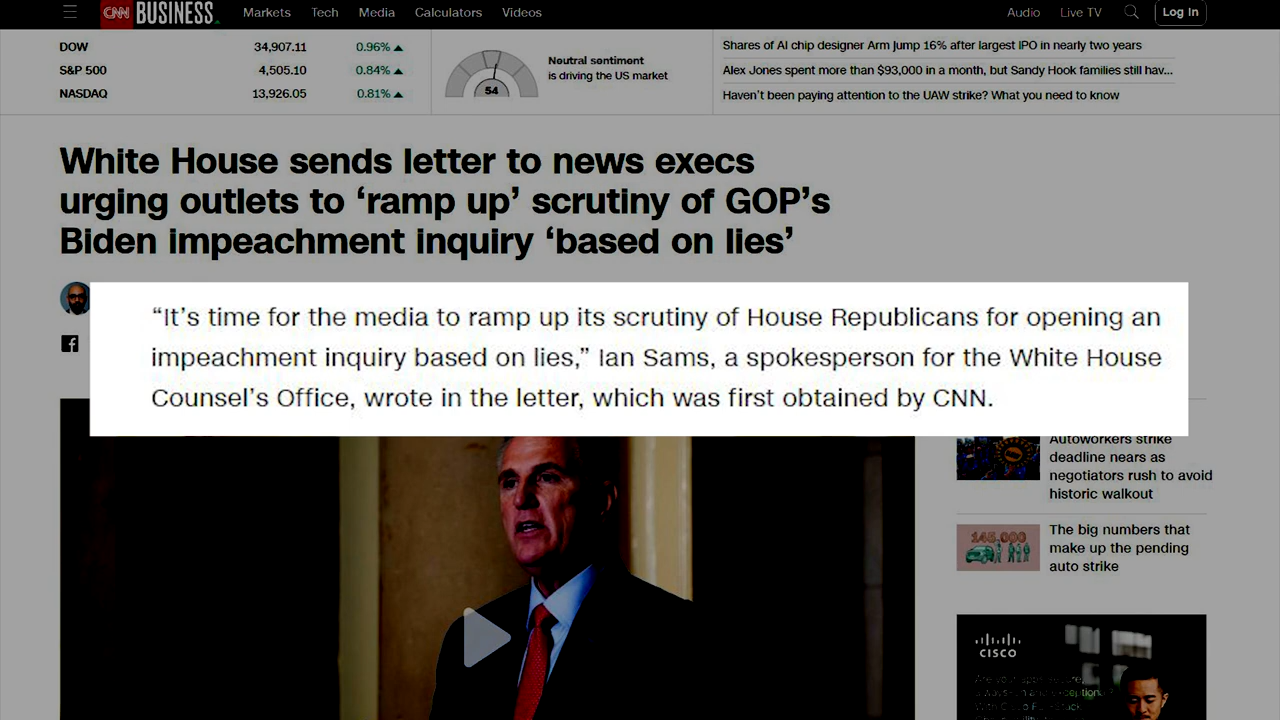 CNN BUSINESS Markets Tech Media Calculators Videos Audio Live TV Log In
DOW 34,907.11 0.96%
S&P 500 4,505.10 0.84%
NASDAQ 13,926.05 0.81%
Neutral sentiment
is driving the US market
54
Shares of AI chip designer Arm jump 16% after largest IPO in nearly two years
Alex Jones spent more than $93,000 in a month, but Sandy Hook families still hav...
Haven't been paying attention to the UAW strike? What you need to know
White House sends letter to news execs
urging outlets to ‘ramp up’ scrutiny of GOP’s
Biden impeachment inquiry ‘based on lies’
“It’s time for the media to ramp up its scrutiny of House Republicans for opening an
impeachment inquiry based on lies,” Ian Sams, a spokesperson for the White House
Counsel’s Office, wrote in the letter, which was first obtained by CNN.
Autoworkers strike
deadline nears as
negotiators rush to avoid
historic walkout
145,000
The big numbers that
make up the pending
auto strike
CISCO